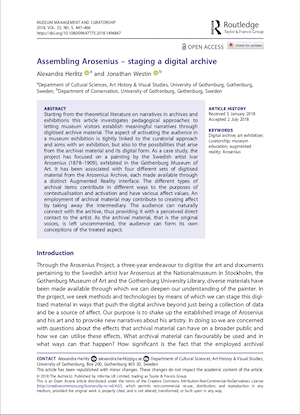 MUSEUM MANAGEMENT AND CURATORSHIP
2018, VOL. 33, NO. 5, 447–466
https://doi.org/10.1080/09647775.2018.1496847
Routledge
Taylor & Francis Group
OPEN ACCESS
Check for updates
Assembling Arosenius – staging a digital archive
Alexandra Herlitz and Jonathan Westin
Department of Cultural Sciences, Art History & Visual Studies, University of Gothenburg, Gothenburg,
Sweden; Department of Conservation, University of Gothenburg, Gothenburg, Sweden
ABSTRACT
Starting from the theoretical literature on narratives in archives and
exhibitions this article investigates pedagogical approaches to
letting museum visitors establish meaningful narratives through
digitised archive material. The aspect of activating the audience in
a museum exhibition is tightly linked to the curatorial approach
and aims with an exhibition, but also to the possibilities that arise
from the archival material and its digital form. As a case study, the
project has focused on a painting by the Swedish artist Ivar
Arosenius (1878–1909), exhibited in the Gothenburg Museum of
Art. It has been associated with four different sets of digitised
material from the Arosenius Archive, each made available through
a distinct Augmented Reality interface. The different types of
archival items contribute in different ways to the purposes of
contextualisation and activation and have various affect values. An
employment of archival material may contribute to creating affect
by taking away the intermediary. The audience can naturally
connect with the archive, thus providing it with a perceived direct
contact to the artist. As the archival material, that is the original
voices, is left uncommented, the audience can form its own
conceptions of the treated aspect.
ARTICLE HISTORY
Received 5 January 2018
Accepted 2 July 2018
KEYWORDS
Digital archive; art exhibition;
curatorship; museum
education; augmented
reality; Arosenius
Introduction
Through the Arosenius Project, a three-year endeavour to digitise the art and documents
pertaining to the Swedish artist Ivar Arosenius at the Nationalmuseum in Stockholm, the
Gothenburg Museum of Art and the Gothenburg University Library, diverse materials have
been made available through which we can deepen our understanding of the painter. In
the project, we seek methods and technologies by means of which we can stage this digi-
tised material in ways that push the digital archive beyond just being a collection of data
and be a source of affect. Our purpose is to shake up the established image of Arosenius
and his art and to provoke new narratives about his artistry. In doing so we are concerned
with questions about the effects that archival material can have on a broader public and
how we can utilise these effects. What archival material can favourably be used and in
what ways can that happen? How significant is the fact that the employed archival
CONTACT Alexandra Herlitz alexandra.herlitz@gu.se Department of Cultural Sciences, Art History & Visual Studies,
University of Gothenburg, Box 200, Gothenburg 405 30, Sweden
This article has been republished with minor changes. These changes do not impact the academic content of the article.
© 2018 The Author(s). Published by Informa UK Limited, trading as Taylor & Francis Group
This is an Open Access article distributed under the terms of the Creative Commons Attribution-NonCommercial-NoDerivatives License
(http://creativecommons.org/licenses/by-nc-nd/4.0/), which permits non-commercial re-use, distribution, and reproduction in any
medium, provided the original work is properly cited, and is not altered, transformed, or built upon in any way.